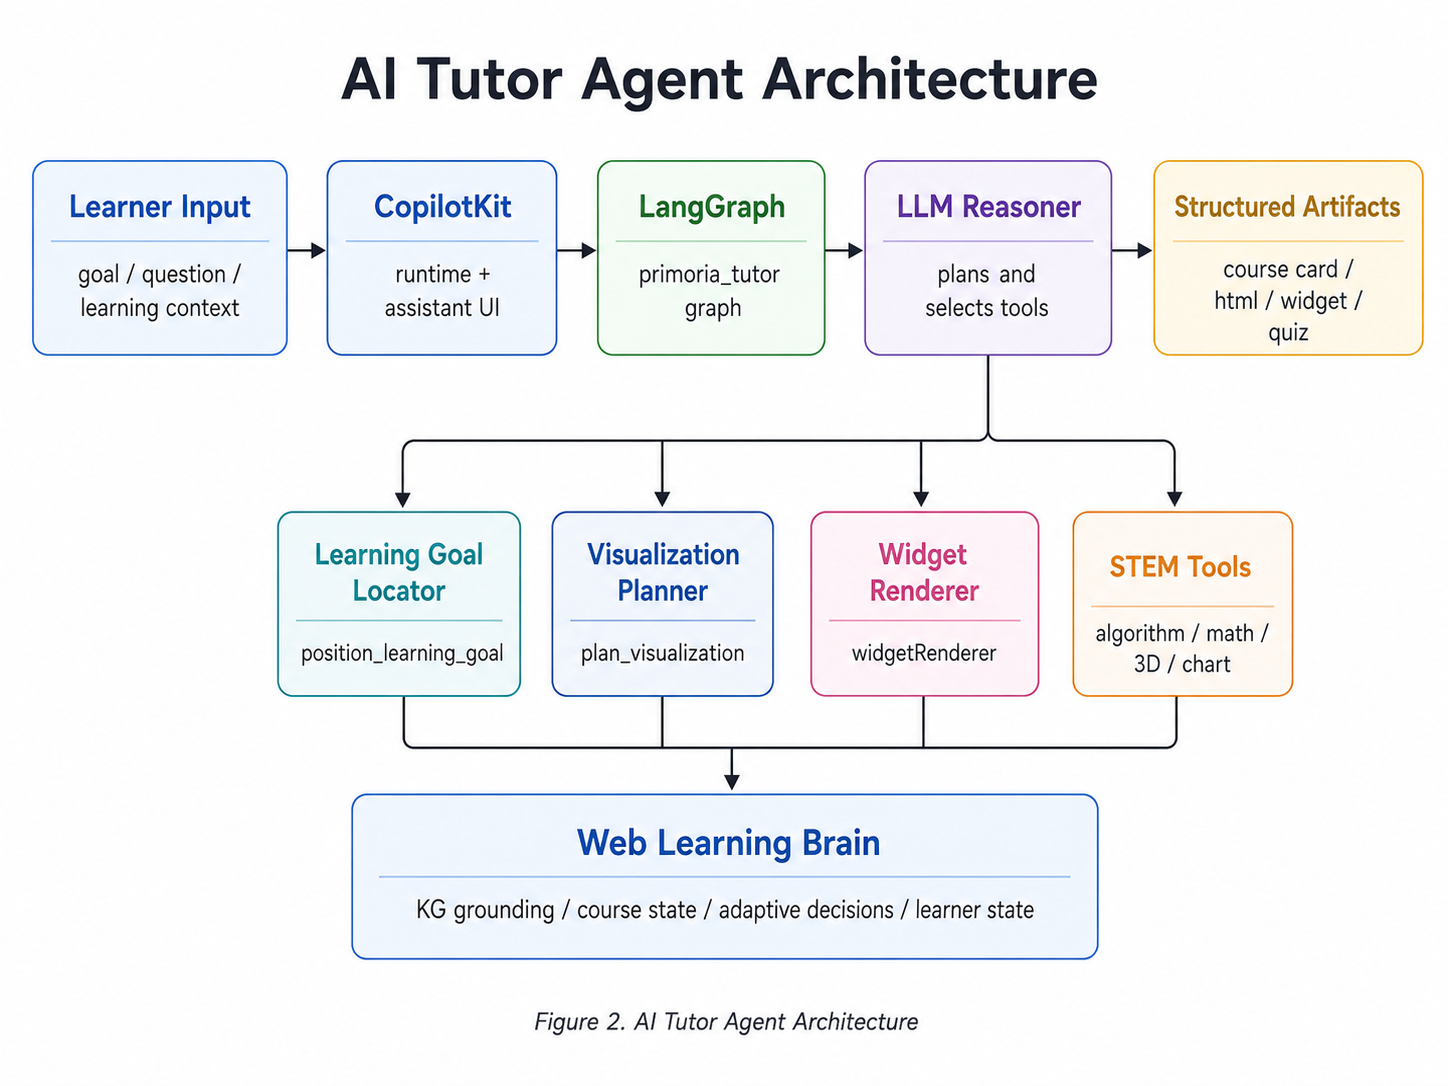 AI Tutor Agent Architecture
Learner Input
goal / question /
learning context
CopilotKit
runtime +
assistant UI
LangGraph
primoria_tutor
graph
LLM Reasoner
plans and
selects tools
Structured Artifacts
course card /
html / widget /
quiz
Learning Goal
Locator
position_learning_goal
Visualization
Planner
plan_visualization
Widget
Renderer
widgetRenderer
STEM Tools
algorithm / math /
3D / chart
Web Learning Brain
KG grounding / course state / adaptive decisions / learner state
Figure 2. AI Tutor Agent Architecture